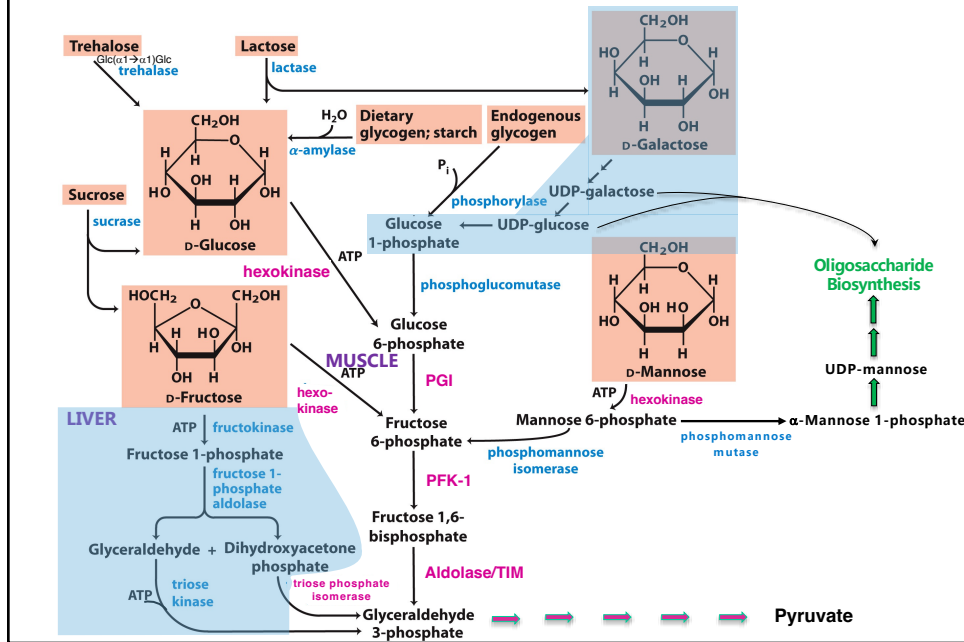 Trehalose
Glc(α1→α1)Glc
trehalase
Lactose
lactase
CH₂OH
O
HO
H
H
OH
H
H
OH
H
OH
D-Galactose
H₂O
α-amylase
Dietary
glycogen; starch
Endogenous
glycogen
Pᵢ
phosphorylase
CH₂OH
O
H
H
H
OH
H
HO
OH
H
OH
D-Glucose
Sucrose
sucrase
UDP-galactose
UDP-glucose
Glucose
1-phosphate
hexokinase
ATP
phosphoglucomutase
CH₂OH
O
H
H
H
OH
HO
HO
OH
H
H
D-Mannose
Oligosaccharide
Biosynthesis
HOCH₂
O
CH₂OH
H
H
HO
OH
OH
H
D-Fructose
Glucose
6-phosphate
MUSCLE
ATP
hexo-
kinase
PGI
ATP
hexokinase
UDP-mannose
LIVER
ATP
fructokinase
Fructose 1-phosphate
fructose 1-
phosphate
aldolase
Fructose
6-phosphate
Mannose 6-phosphate
α-Mannose 1-phosphate
phosphomannose
isomerase
phosphomannose
mutase
PFK-1
Fructose 1,6-
bisphosphate
Glyceraldehyde + Dihydroxyacetone
phosphate
Aldolase/TIM
ATP
triose
kinase
triose phosphate
isomerase
Glyceraldehyde
3-phosphate
Pyruvate